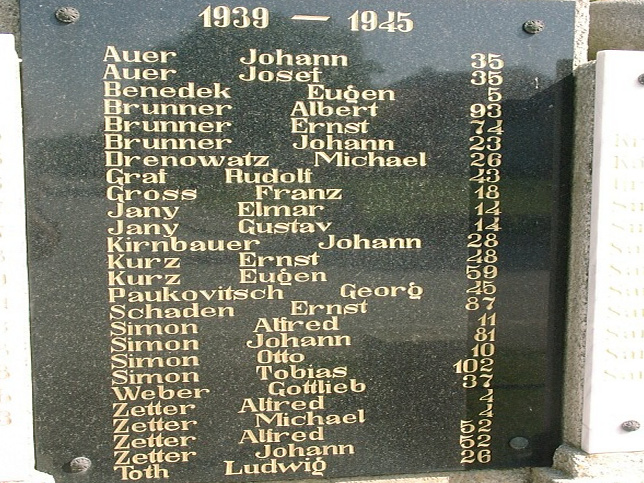 1939 — 1945
Auer Johann 35
Auer Josef 35
Benedek Eugen 5
Brunner Albert 93
Brunner Ernst 74
Brunner Johann 23
Drenowatz Michael 26
Graf Rudolf 43
Gross Franz 18
Jany Elmar 14
Jany Gustav 14
Kirnbauer Johann 28
Kurz Ernst 48
Kurz Eugen 59
Paukovitsch Georg 45
Schaden Ernst 87
Simon Alfred 11
Simon Johann 81
Simon Otto 10
Simon Tobias 102
Weber Gottlieb 37
Zetter Alfred 4
Zetter Michael 4
Zetter Alfred 52
Zetter Johann 52
Toth Ludwig 26